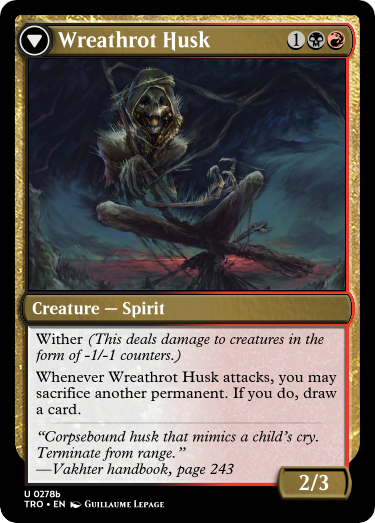 Wreathrot Husk 1
Creature — Spirit
Wither (This deals damage to creatures in the
form of -1/-1 counters.)
Whenever Wreathrot Husk attacks, you may
sacrifice another permanent. If you do, draw
a card.
“Corpsebound husk that mimics a child’s cry.
Terminate from range.”
—Vakhter handbook, page 243
2/3
U 0278b
TRO • EN Guillaume Lepage